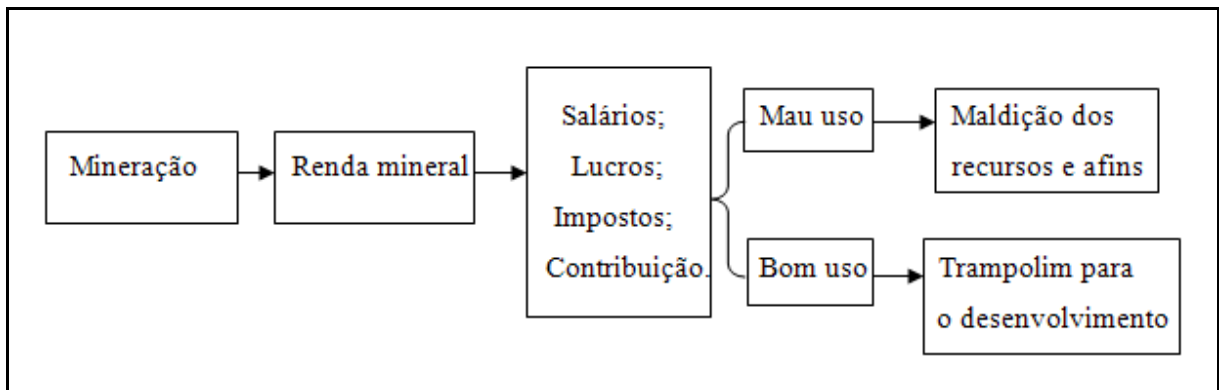 Mineração
Renda mineral
Salários;
Lucros;
Impostos;
Contribuição.
Mau uso
Maldição dos
recursos e afins
Bom uso
Trampolim para
o desenvolvimento